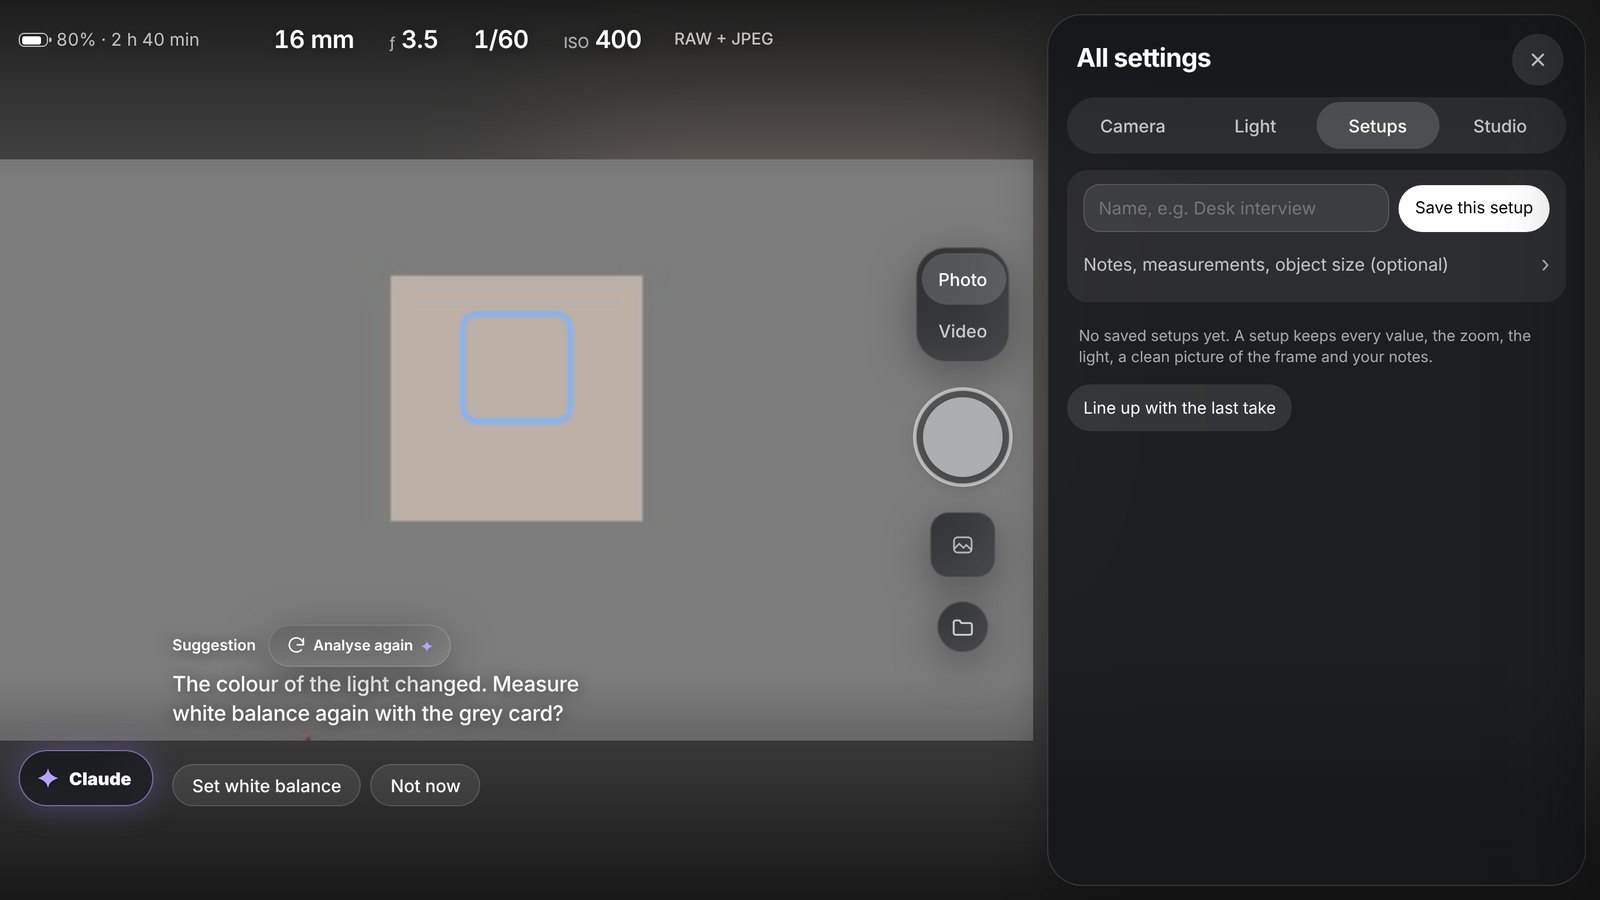 80% · 2 h 40 min
16 mm
ƒ 3.5
1/60
ISO 400
RAW + JPEG
Photo
Video
Suggestion
Analyse again
The colour of the light changed. Measure
white balance again with the grey card?
Claude
Set white balance
Not now
All settings
Camera
Light
Setups
Studio
Name, e.g. Desk interview
Save this setup
Notes, measurements, object size (optional)
No saved setups yet. A setup keeps every value, the zoom, the
light, a clean picture of the frame and your notes.
Line up with the last take